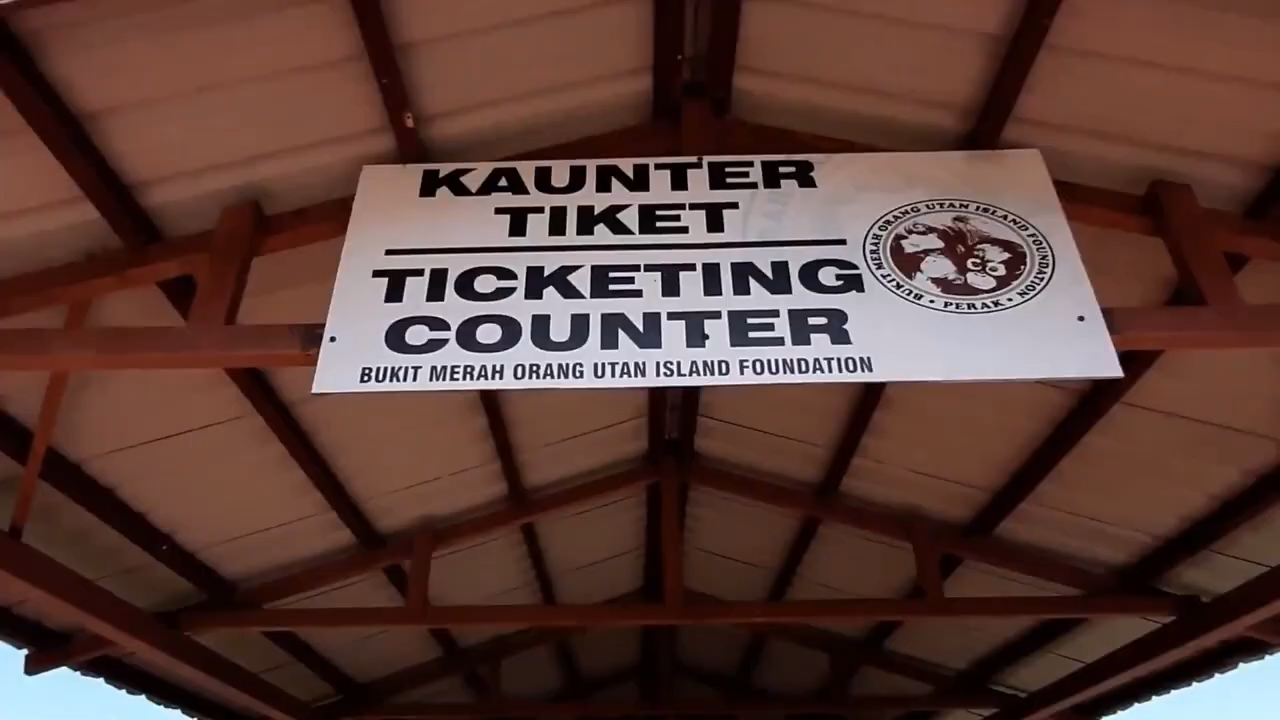 KAUNTER
TIKET
TICKETING
COUNTER
BUKIT MERAH ORANG UTAN ISLAND FOUNDATION
BUKIT MERAH ORANG UTAN ISLAND FOUNDATION
• PERAK •